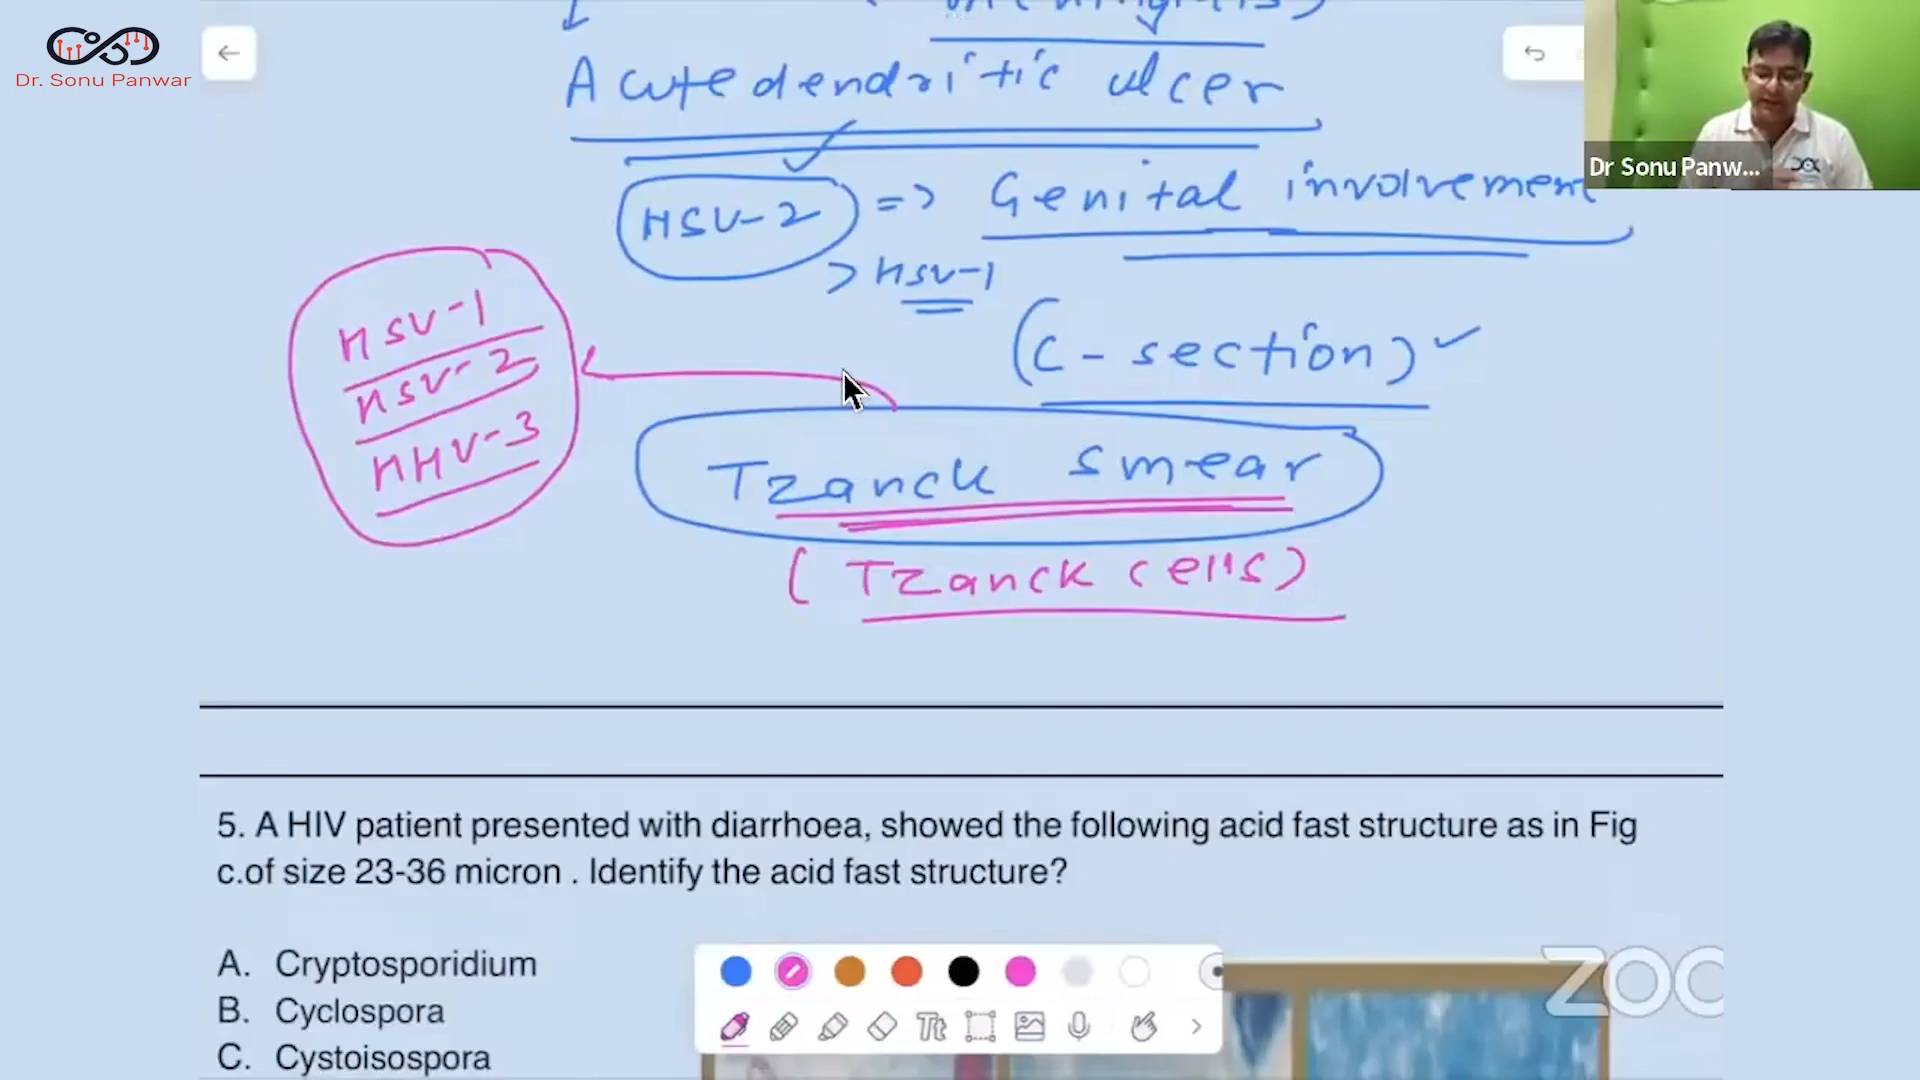 Dr. Sonu Panwar
Acute dendritic ulcer
HSV-2 => Genital involvement
> HSV-1
(C-section)
HSV-1
HSV-2
HHV-3
Tzanck smear
(Tzanck cells)
Dr Sonu Panw...
5. A HIV patient presented with diarrhoea, showed the following acid fast structure as in Fig
c.of size 23-36 micron . Identify the acid fast structure?
A. Cryptosporidium
B. Cyclospora
C. Cystoisospora
Tt